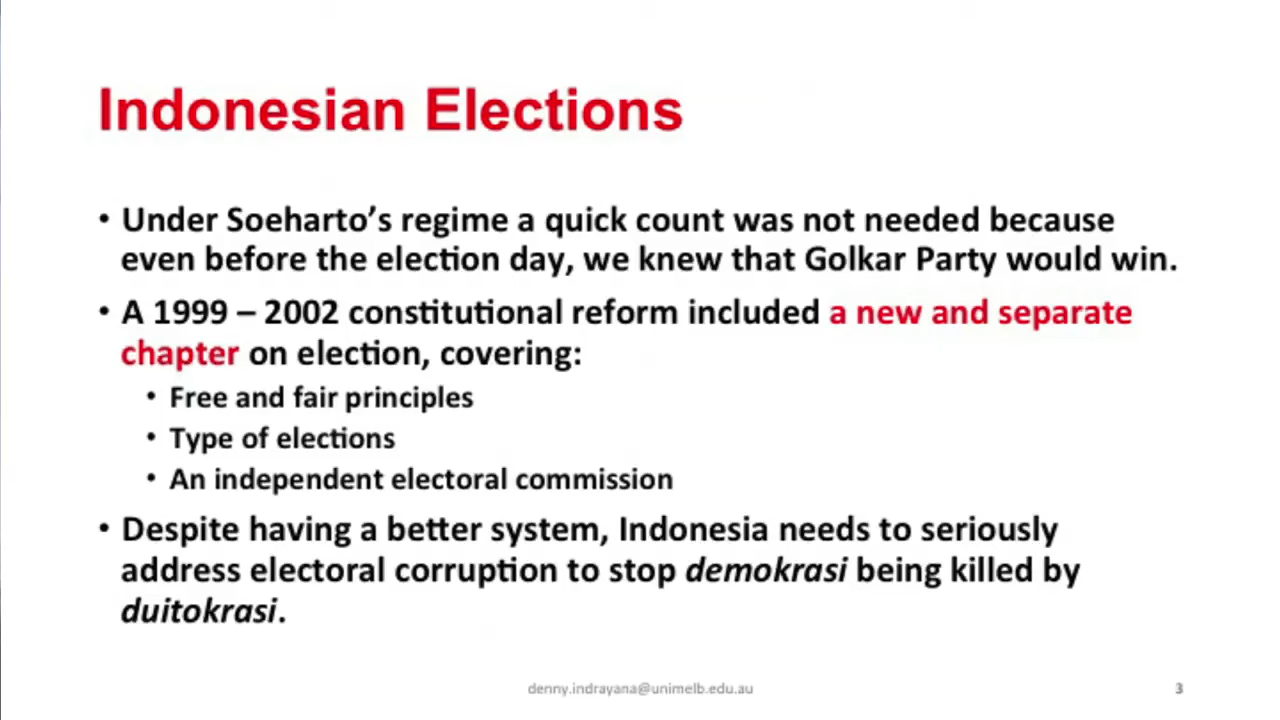 Indonesian Elections
• Under Soeharto’s regime a quick count was not needed because
even before the election day, we knew that Golkar Party would win.
• A 1999 – 2002 constitutional reform included a new and separate
chapter on election, covering:
• Free and fair principles
• Type of elections
• An independent electoral commission
• Despite having a better system, Indonesia needs to seriously
address electoral corruption to stop demokrasi being killed by
duitokrasi.
denny.indrayana@unimelb.edu.au
3